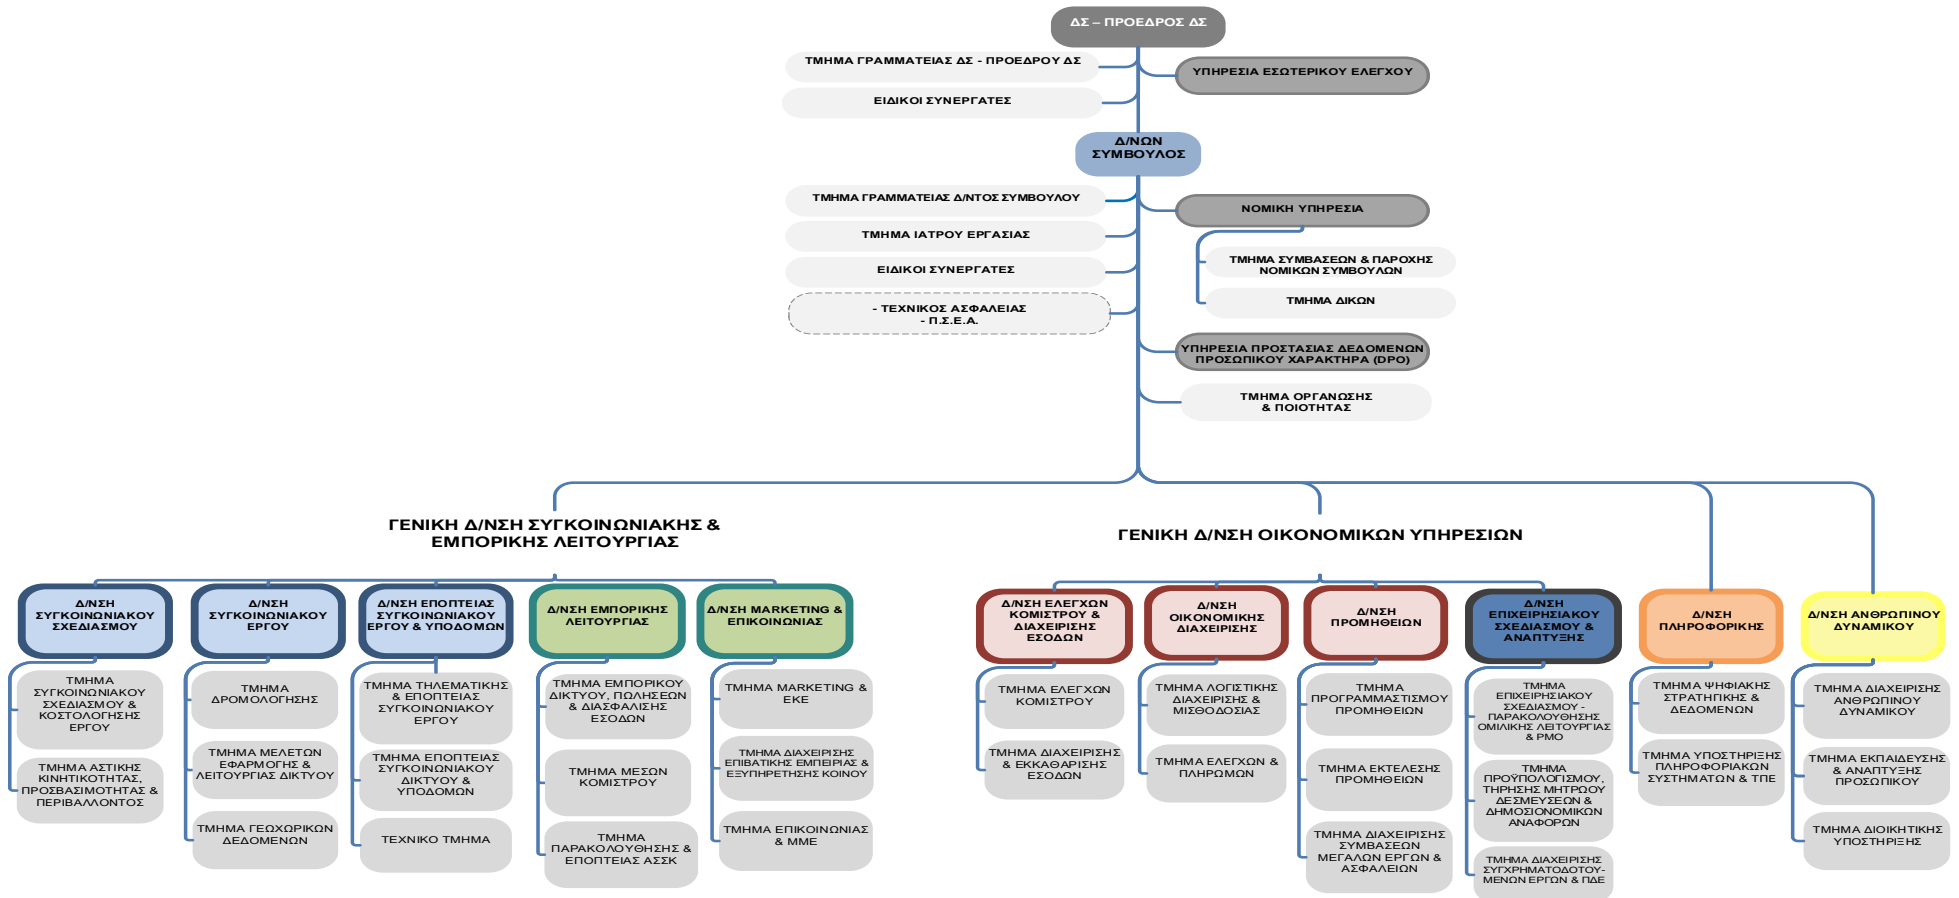 ΔΣ – ΠΡΟΕΔΡΟΣ ΔΣ
ΤΜΗΜΑ ΓΡΑΜΜΑΤΕΙΑΣ ΔΣ - ΠΡΟΕΔΡΟΥ ΔΣ
ΥΠΗΡΕΣΙΑ ΕΣΩΤΕΡΙΚΟΥ ΕΛΕΓΧΟΥ
ΕΙΔΙΚΟΙ ΣΥΝΕΡΓΑΤΕΣ
Δ/ΝΩΝ
ΣΥΜΒΟΥΛΟΣ
ΤΜΗΜΑ ΓΡΑΜΜΑΤΕΙΑΣ Δ/ΝΤΟΣ ΣΥΜΒΟΥΛΟΥ
ΤΜΗΜΑ ΙΑΤΡΟΥ ΕΡΓΑΣΙΑΣ
ΕΙΔΙΚΟΙ ΣΥΝΕΡΓΑΤΕΣ
- ΤΕΧΝΙΚΟΣ ΑΣΦΑΛΕΙΑΣ
- Π.Σ.Ε.Α.
ΝΟΜΙΚΗ ΥΠΗΡΕΣΙΑ
ΤΜΗΜΑ ΣΥΜΒΑΣΕΩΝ & ΠΑΡΟΧΗΣ
ΝΟΜΙΚΩΝ ΣΥΜΒΟΥΛΩΝ
ΤΜΗΜΑ ΔΙΚΩΝ
ΥΠΗΡΕΣΙΑ ΠΡΟΣΤΑΣΙΑΣ ΔΕΔΟΜΕΝΩΝ
ΠΡΟΣΩΠΙΚΟΥ ΧΑΡΑΚΤΗΡΑ (DPO)
ΤΜΗΜΑ ΟΡΓΑΝΩΣΗΣ
& ΠΟΙΟΤΗΤΑΣ
ΓΕΝΙΚΗ Δ/ΝΣΗ ΣΥΓΚΟΙΝΩΝΙΑΚΗΣ &
ΕΜΠΟΡΙΚΗΣ ΛΕΙΤΟΥΡΓΙΑΣ
Δ/ΝΣΗ
ΣΥΓΚΟΙΝΩΝΙΑΚΟΥ
ΣΧΕΔΙΑΣΜΟΥ
ΤΜΗΜΑ
ΣΥΓΚΟΙΝΩΝΙΑΚΟΥ
ΣΧΕΔΙΑΣΜΟΥ &
ΚΟΣΤΟΛΟΓΗΣΗΣ
ΕΡΓΟΥ
ΤΜΗΜΑ ΑΣΤΙΚΗΣ
ΚΙΝΗΤΙΚΟΤΗΤΑΣ,
ΠΡΟΣΒΑΣΙΜΟΤΗΤΑΣ &
ΠΕΡΙΒΑΛΛΟΝΤΟΣ
Δ/ΝΣΗ
ΣΥΓΚΟΙΝΩΝΙΑΚΟΥ
ΕΡΓΟΥ
ΤΜΗΜΑ
ΔΡΟΜΟΛΟΓΗΣΗΣ
ΤΜΗΜΑ ΜΕΛΕΤΩΝ
ΕΦΑΡΜΟΓΗΣ &
ΛΕΙΤΟΥΡΓΙΑΣ ΔΙΚΤΥΟΥ
ΤΜΗΜΑ ΓΕΩΧΩΡΙΚΩΝ
ΔΕΔΟΜΕΝΩΝ
Δ/ΝΣΗ ΕΠΟΠΤΕΙΑΣ
ΣΥΓΚΟΙΝΩΝΙΑΚΟΥ
ΕΡΓΟΥ & ΥΠΟΔΟΜΩΝ
ΤΜΗΜΑ ΤΗΛΕΜΑΤΙΚΗΣ
& ΕΠΟΠΤΕΙΑΣ
ΣΥΓΚΟΙΝΩΝΙΑΚΟΥ
ΕΡΓΟΥ
ΤΜΗΜΑ ΕΠΟΠΤΕΙΑΣ
ΣΥΓΚΟΙΝΩΝΙΑΚΟΥ
ΔΙΚΤΥΟΥ &
ΥΠΟΔΟΜΩΝ
ΤΕΧΝΙΚΟ ΤΜΗΜΑ
Δ/ΝΣΗ ΕΜΠΟΡΙΚΗΣ
ΛΕΙΤΟΥΡΓΙΑΣ
ΤΜΗΜΑ ΕΜΠΟΡΙΚΟΥ
ΔΙΚΤΥΟΥ, ΠΩΛΗΣΕΩΝ
& ΔΙΑΣΦΑΛΙΣΗΣ
ΕΣΟΔΩΝ
ΤΜΗΜΑ ΜΕΣΩΝ
ΚΟΜΙΣΤΡΟΥ
ΤΜΗΜΑ
ΠΑΡΑΚΟΛΟΥΘΗΣΗΣ &
ΕΠΟΠΤΕΙΑΣ ΑΣΣΚ
Δ/ΝΣΗ MARKETING &
ΕΠΙΚΟΙΝΩΝΙΑΣ
ΤΜΗΜΑ MARKETING &
ΕΚΕ
ΤΜΗΜΑ ΔΙΑΧΕΙΡΙΣΗΣ
ΕΠΙΒΑΤΙΚΗΣ ΕΜΠΕΙΡΙΑΣ &
ΕΞΥΠΗΡΕΤΗΣΗΣ ΚΟΙΝΟΥ
ΤΜΗΜΑ ΕΠΙΚΟΙΝΩΝΙΑΣ
& ΜΜΕ
ΓΕΝΙΚΗ Δ/ΝΣΗ ΟΙΚΟΝΟΜΙΚΩΝ ΥΠΗΡΕΣΙΩΝ
Δ/ΝΣΗ ΕΛΕΓΧΩΝ
ΚΟΜΙΣΤΡΟΥ &
ΔΙΑΧΕΙΡΙΣΗΣ
ΕΣΟΔΩΝ
ΤΜΗΜΑ ΕΛΕΓΧΩΝ
ΚΟΜΙΣΤΡΟΥ
ΤΜΗΜΑ ΔΙΑΧΕΙΡΙΣΗΣ
& ΕΚΚΑΘΑΡΙΣΗΣ
ΕΣΟΔΩΝ
Δ/ΝΣΗ
ΟΙΚΟΝΟΜΙΚΗΣ
ΔΙΑΧΕΙΡΙΣΗΣ
ΤΜΗΜΑ ΛΟΓΙΣΤΙΚΗΣ
ΔΙΑΧΕΙΡΙΣΗΣ &
ΜΙΣΘΟΔΟΣΙΑΣ
ΤΜΗΜΑ ΕΛΕΓΧΩΝ &
ΠΛΗΡΩΜΩΝ
Δ/ΝΣΗ
ΠΡΟΜΗΘΕΙΩΝ
ΤΜΗΜΑ
ΠΡΟΓΡΑΜΜΑΤΙΣΜΟΥ
ΠΡΟΜΗΘΕΙΩΝ
ΤΜΗΜΑ ΕΚΤΕΛΕΣΗΣ
ΠΡΟΜΗΘΕΙΩΝ
ΤΜΗΜΑ ΔΙΑΧΕΙΡΙΣΗΣ
ΣΥΜΒΑΣΕΩΝ
ΜΕΓΑΛΩΝ ΕΡΓΩΝ &
ΑΣΦΑΛΕΙΩΝ
Δ/ΝΣΗ
ΕΠΙΧΕΙΡΗΣΙΑΚΟΥ
ΣΧΕΔΙΑΣΜΟΥ &
ΑΝΑΠΤΥΞΗΣ
ΤΜΗΜΑ
ΕΠΙΧΕΙΡΗΣΙΑΚΟΥ
ΣΧΕΔΙΑΣΜΟΥ -
ΠΑΡΑΚΟΛΟΥΘΗΣΗΣ
ΟΜΙΛΙΚΗΣ ΛΕΙΤΟΥΡΓΙΑΣ
& PMO
ΤΜΗΜΑ
ΠΡΟΫΠΟΛΟΓΙΣΜΟΥ,
ΤΗΡΗΣΗΣ ΜΗΤΡΩΟΥ
ΔΕΣΜΕΥΣΕΩΝ &
ΔΗΜΟΣΙΟΝΟΜΙΚΩΝ
ΑΝΑΦΟΡΩΝ
ΤΜΗΜΑ ΔΙΑΧΕΙΡΙΣΗΣ
ΣΥΓΧΡΗΜΑΤΟΔΟΤΟΥ-
ΜΕΝΩΝ ΕΡΓΩΝ & ΠΔΕ
Δ/ΝΣΗ
ΠΛΗΡΟΦΟΡΙΚΗΣ
ΤΜΗΜΑ ΨΗΦΙΑΚΗΣ
ΣΤΡΑΤΗΓΙΚΗΣ &
ΔΕΔΟΜΕΝΩΝ
ΤΜΗΜΑ ΥΠΟΣΤΗΡΙΞΗΣ
ΠΛΗΡΟΦΟΡΙΑΚΩΝ
ΣΥΣΤΗΜΑΤΩΝ & ΤΠΕ
Δ/ΝΣΗ ΑΝΘΡΩΠΙΝΟΥ
ΔΥΝΑΜΙΚΟΥ
ΤΜΗΜΑ ΔΙΑΧΕΙΡΙΣΗΣ
ΑΝΘΡΩΠΙΝΟΥ
ΔΥΝΑΜΙΚΟΥ
ΤΜΗΜΑ ΕΚΠΑΙΔΕΥΣΗΣ
& ΑΝΑΠΤΥΞΗΣ
ΠΡΟΣΩΠΙΚΟΥ
ΤΜΗΜΑ ΔΙΟΙΚΗΤΙΚΗΣ
ΥΠΟΣΤΗΡΙΞΗΣ